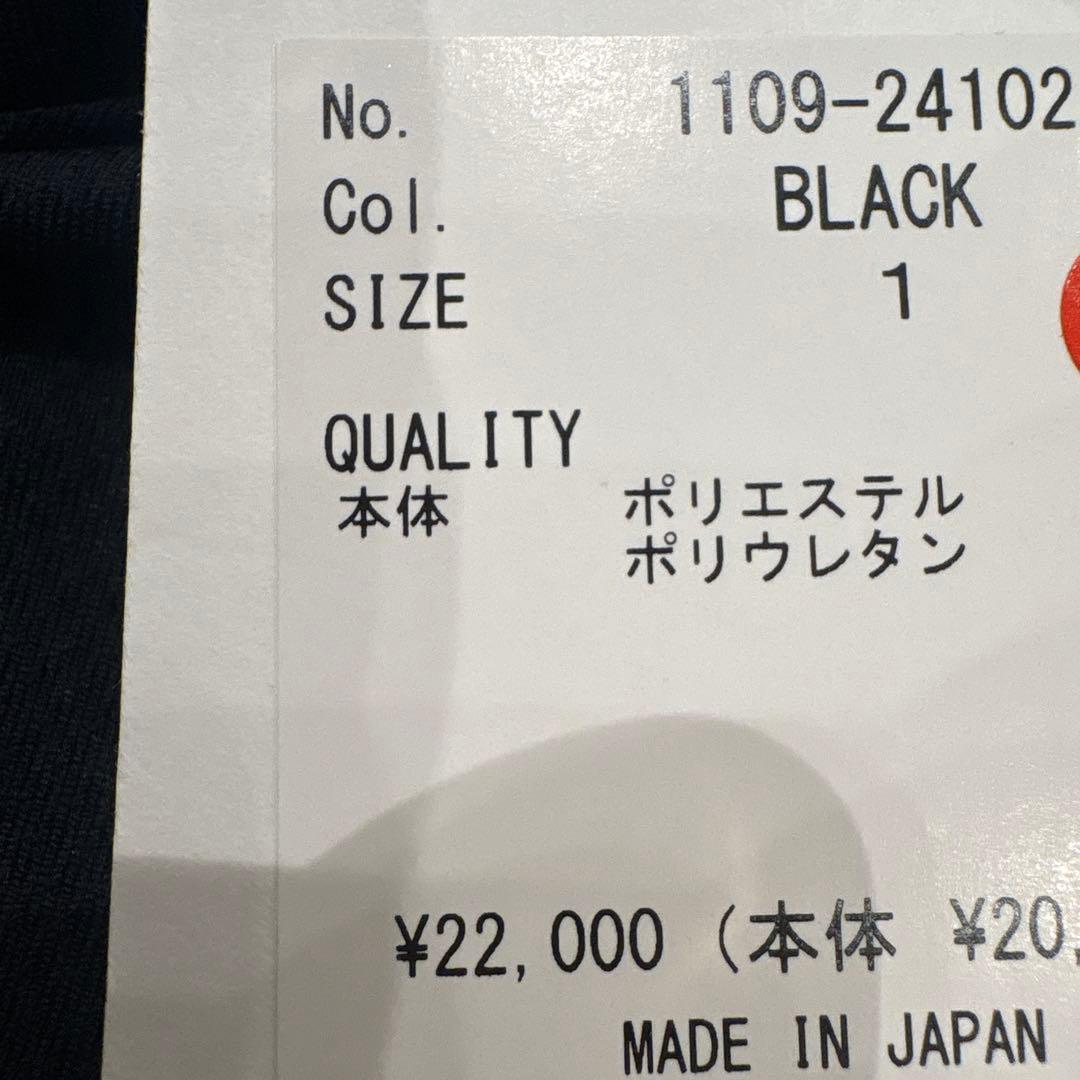 No. 1109-24102
Col. BLACK
SIZE 1
QUALITY
本体 ポリエステル
ポリウレタン
¥22,000 (本体 ¥20,
MADE IN JAPAN